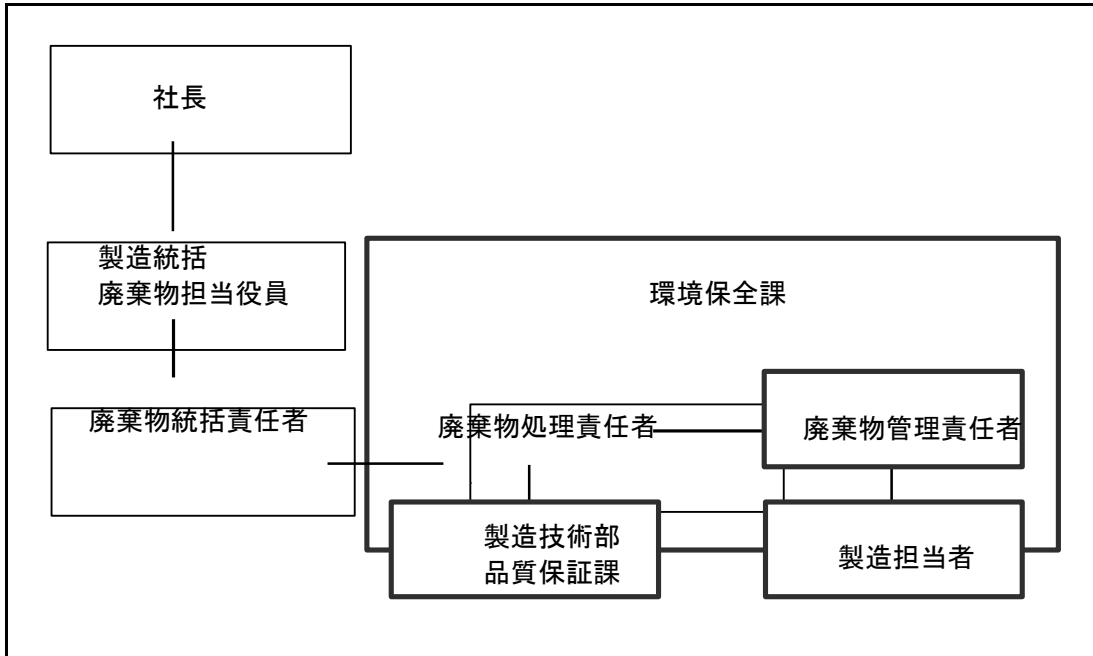 社長
製造統括
廃棄物担当役員
環境保全課
廃棄物統括責任者
廃棄物処理責任者
廃棄物管理責任者
製造技術部
品質保証課
製造担当者